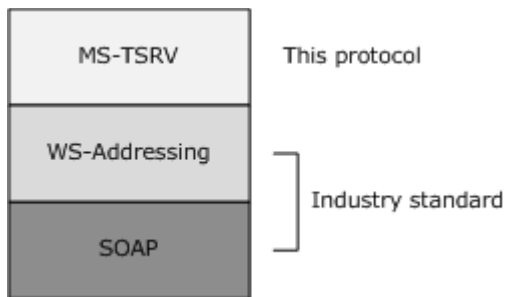 MS-TSRV This protocol
WS-Addressing
Industry standard
SOAP